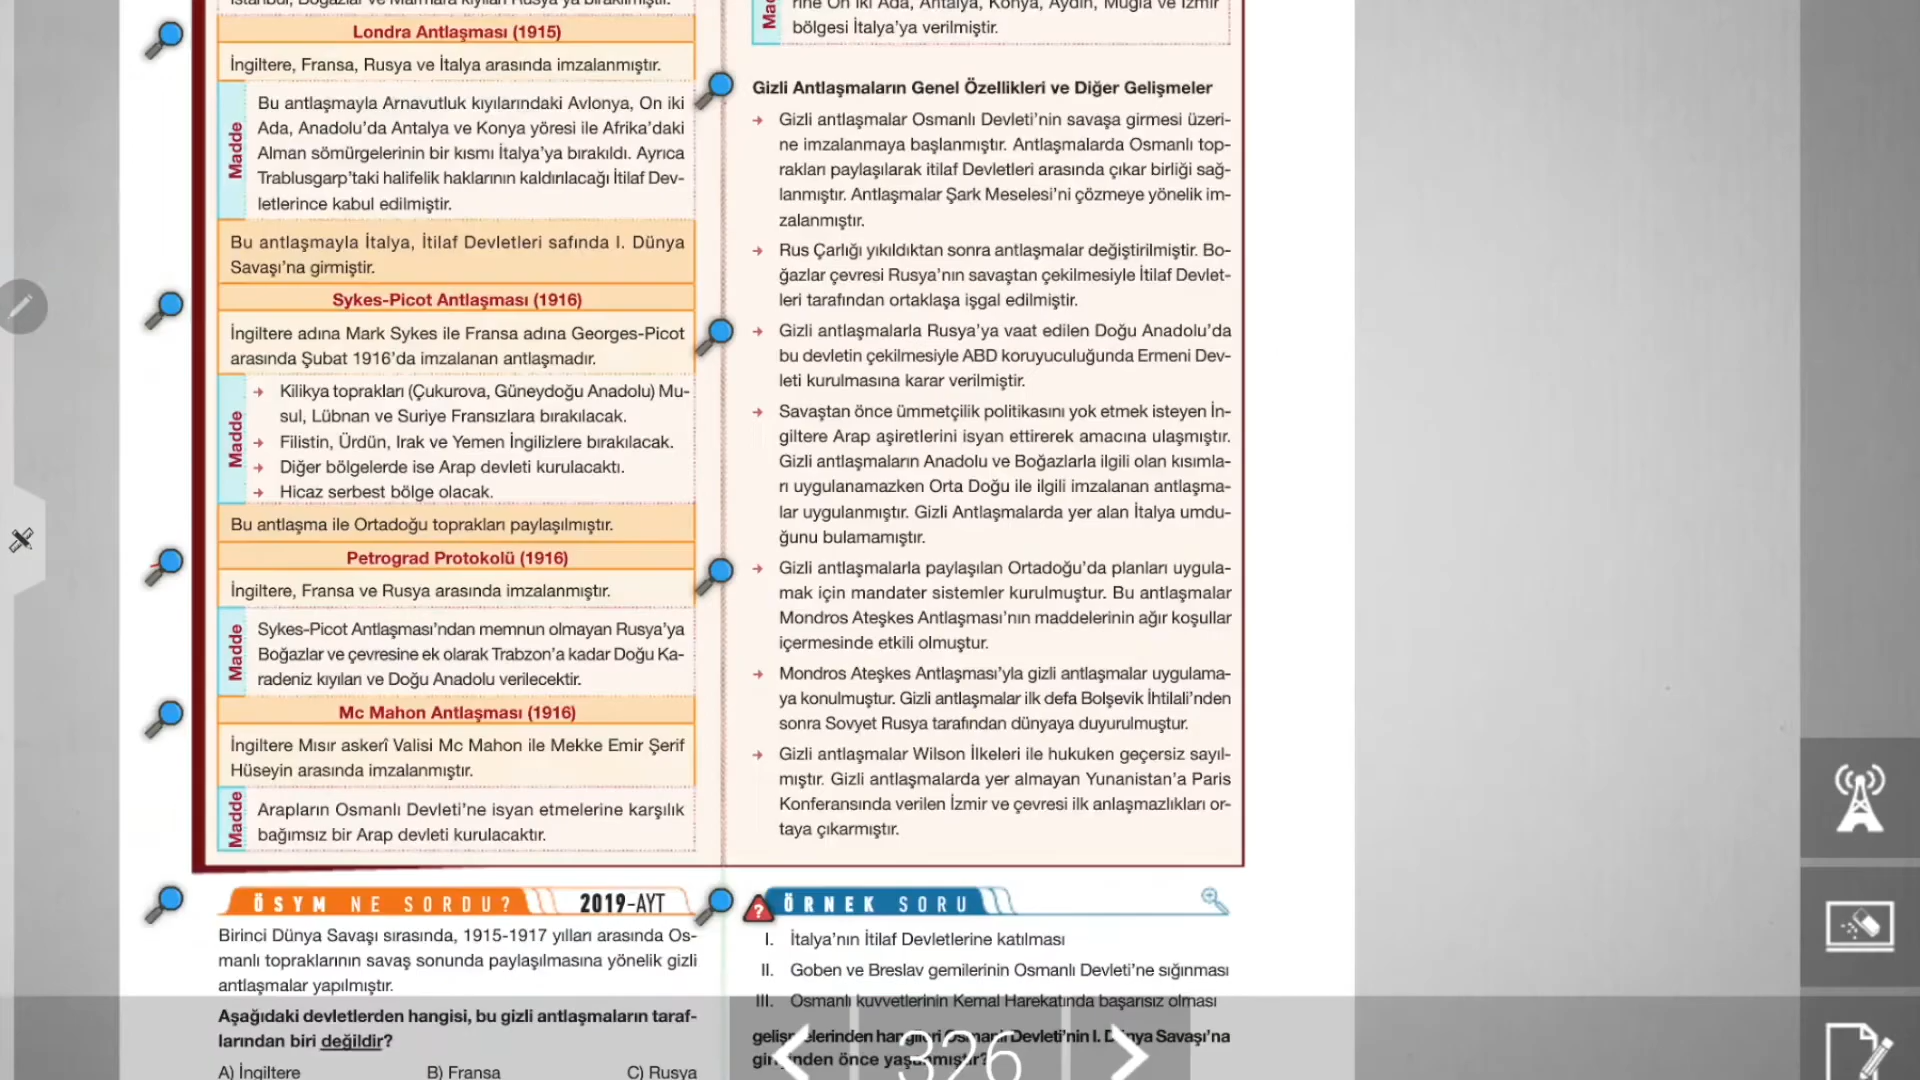 İstanbul, Boğazlar ve Marmara kıyıları Rusya'ya bırakılmıştır.
Londra Antlaşması (1915)
İngiltere, Fransa, Rusya ve İtalya arasında imzalanmıştır.
Madde
Bu antlaşmayla Arnavutluk kıyılarındaki Avlonya, On iki
Ada, Anadolu'da Antalya ve Konya yöresi ile Afrika'daki
Alman sömürgelerinin bir kısmı İtalya'ya bırakıldı. Ayrıca
Trablusgarp'taki halifelik haklarının kaldırılacağı İtilaf Dev-
letlerince kabul edilmiştir.
Bu antlaşmayla İtalya, İtilaf Devletleri safında I. Dünya
Savaşı'na girmiştir.
Sykes-Picot Antlaşması (1916)
İngiltere adına Mark Sykes ile Fransa adına Georges-Picot
arasında Şubat 1916'da imzalanan antlaşmadır.
Madde
→ Kilikya toprakları (Çukurova, Güneydoğu Anadolu) Mu-
sul, Lübnan ve Suriye Fransızlara bırakılacak.
→ Filistin, Ürdün, Irak ve Yemen İngilizlere bırakılacak.
→ Diğer bölgelerde ise Arap devleti kurulacaktı.
→ Hicaz serbest bölge olacak.
Bu antlaşma ile Ortadoğu toprakları paylaşılmıştır.
Petrograd Protokolü (1916)
İngiltere, Fransa ve Rusya arasında imzalanmıştır.
Madde
Sykes-Picot Antlaşması'ndan memnun olmayan Rusya'ya
Boğazlar ve çevresine ek olarak Trabzon'a kadar Doğu Ka-
radeniz kıyıları ve Doğu Anadolu verilecektir.
Mc Mahon Antlaşması (1916)
İngiltere Mısır askerî Valisi Mc Mahon ile Mekke Emir Şerif
Hüseyin arasında imzalanmıştır.
Madde
Arapların Osmanlı Devleti'ne isyan etmelerine karşılık
bağımsız bir Arap devleti kurulacaktır.
ÖSYM NE SORDU? 2019-AYT
Birinci Dünya Savaşı sırasında, 1915-1917 yılları arasında Os-
manlı topraklarının savaş sonunda paylaşılmasına yönelik gizli
antlaşmalar yapılmıştır.
Aşağıdaki devletlerden hangisi, bu gizli antlaşmaların taraf-
larından biri değildir?
A) İngiltere B) Fransa C) Rusya
Madde
rine On İki Ada, Antalya, Konya, Aydın, Muğla ve İzmir
bölgesi İtalya'ya verilmiştir.
Gizli Antlaşmaların Genel Özellikleri ve Diğer Gelişmeler
→ Gizli antlaşmalar Osmanlı Devleti'nin savaşa girmesi üzeri-
ne imzalanmaya başlanmıştır. Antlaşmalarda Osmanlı top-
rakları paylaşılarak itilaf Devletleri arasında çıkar birliği sağ-
lanmıştır. Antlaşmalar Şark Meselesi'ni çözmeye yönelik im-
zalanmıştır.
→ Rus Çarlığı yıkıldıktan sonra antlaşmalar değiştirilmiştir. Bo-
ğazlar çevresi Rusya'nın savaştan çekilmesiyle İtilaf Devlet-
leri tarafından ortaklaşa işgal edilmiştir.
→ Gizli antlaşmalarla Rusya'ya vaat edilen Doğu Anadolu'da
bu devletin çekilmesiyle ABD koruyuculuğunda Ermeni Dev-
leti kurulmasına karar verilmiştir.
→ Savaştan önce ümmetçilik politikasını yok etmek isteyen İn-
giltere Arap aşiretlerini isyan ettirerek amacına ulaşmıştır.
Gizli antlaşmaların Anadolu ve Boğazlarla ilgili olan kısımla-
rı uygulanamazken Orta Doğu ile ilgili imzalanan antlaşma-
lar uygulanmıştır. Gizli Antlaşmalarda yer alan İtalya umdu-
ğunu bulamamıştır.
→ Gizli antlaşmalarla paylaşılan Ortadoğu'da planları uygula-
mak için mandater sistemler kurulmuştur. Bu antlaşmalar
Mondros Ateşkes Antlaşması'nın maddelerinin ağır koşullar
içermesinde etkili olmuştur.
→ Mondros Ateşkes Antlaşması'yla gizli antlaşmalar uygulama-
ya konulmuştur. Gizli antlaşmalar ilk defa Bolşevik İhtilali'nden
sonra Sovyet Rusya tarafından dünyaya duyurulmuştur.
→ Gizli antlaşmalar Wilson İlkeleri ile hukuken geçersiz sayıl-
mıştır. Gizli antlaşmalarda yer almayan Yunanistan'a Paris
Konferansında verilen İzmir ve çevresi ilk anlaşmazlıkları or-
taya çıkarmıştır.
? ÖRNEK SORU
I. İtalya'nın İtilaf Devletlerine katılması
II. Goben ve Breslav gemilerinin Osmanlı Devleti'ne sığınması
III. Osmanlı kuvvetlerinin Kemal Harekatında başarısız olması
gelişmelerinden hangileri Osmanlı Devleti'nin I. Dünya Savaşı'na
girmesinden önce yaşanmıştır?
326